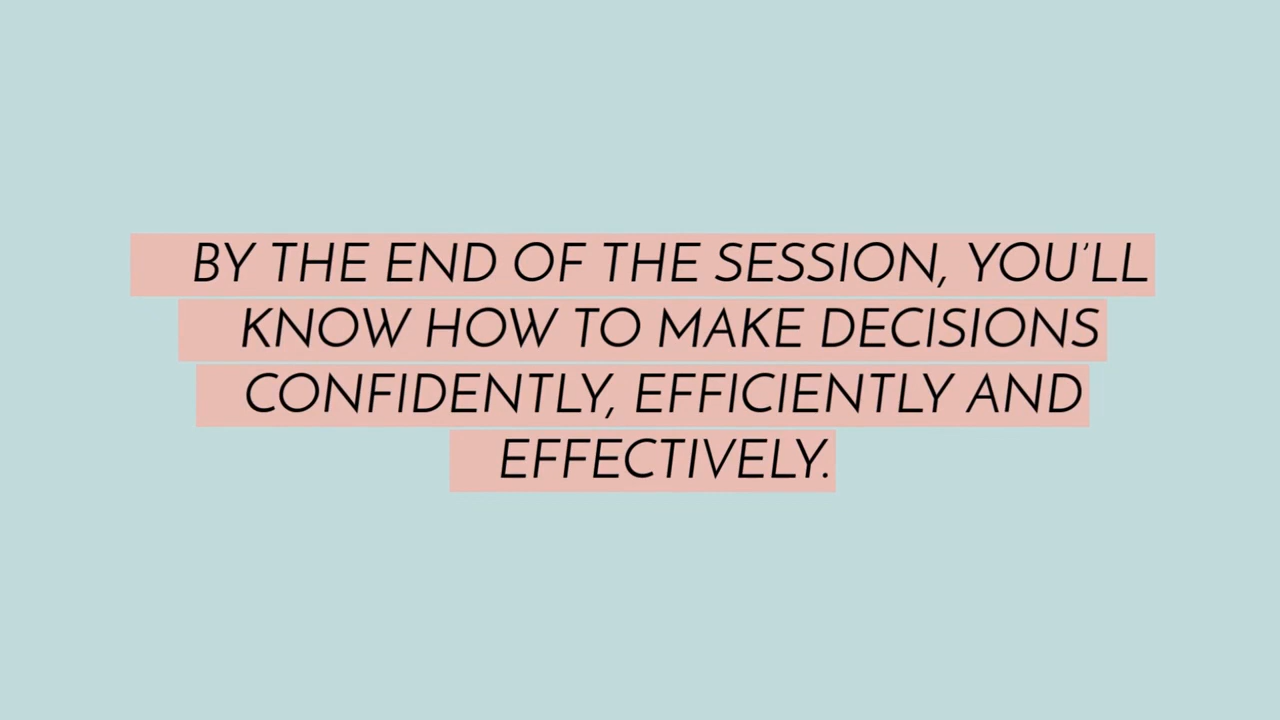 BY THE END OF THE SESSION, YOU’LL
KNOW HOW TO MAKE DECISIONS
CONFIDENTLY, EFFICIENTLY AND
EFFECTIVELY.